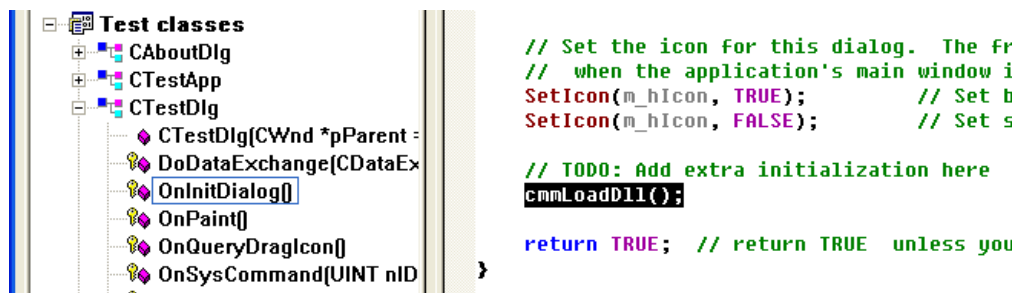 Test classes
CAboutDlg
CTestApp
CTestDlg
CTestDlg(CWnd *pParent =
DoDataExchange(CDataEx
OnInitDialog()
OnPaint()
OnQueryDragIcon()
OnSysCommand(UINT nID
// Set the icon for this dialog.  The fr
//  when the application's main window i
SetIcon(m_hIcon, TRUE);          // Set b
SetIcon(m_hIcon, FALSE);         // Set s
// TODO: Add extra initialization here
cmmLoadDll();
return TRUE;  // return TRUE  unless you
}